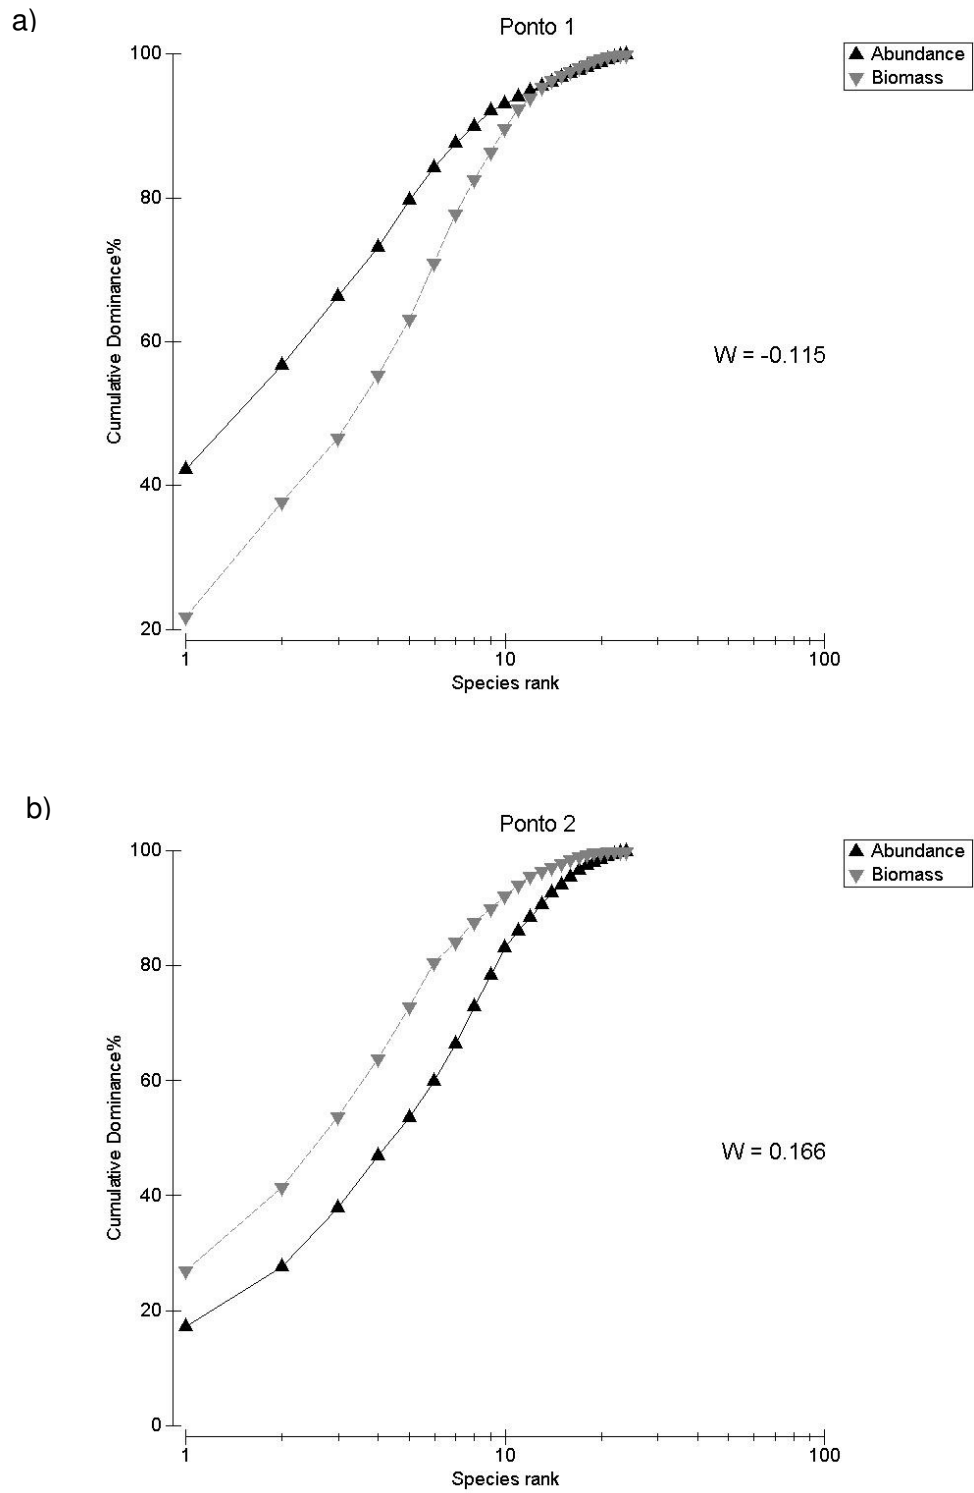 a)
Ponto 1
Abundance
Biomass
100
80
60
40
20
Cumulative Dominance%
W = -0.115
1
10
100
Species rank
b)
Ponto 2
Abundance
Biomass
100
80
60
40
20
0
Cumulative Dominance%
W = 0.166
1
10
100
Species rank